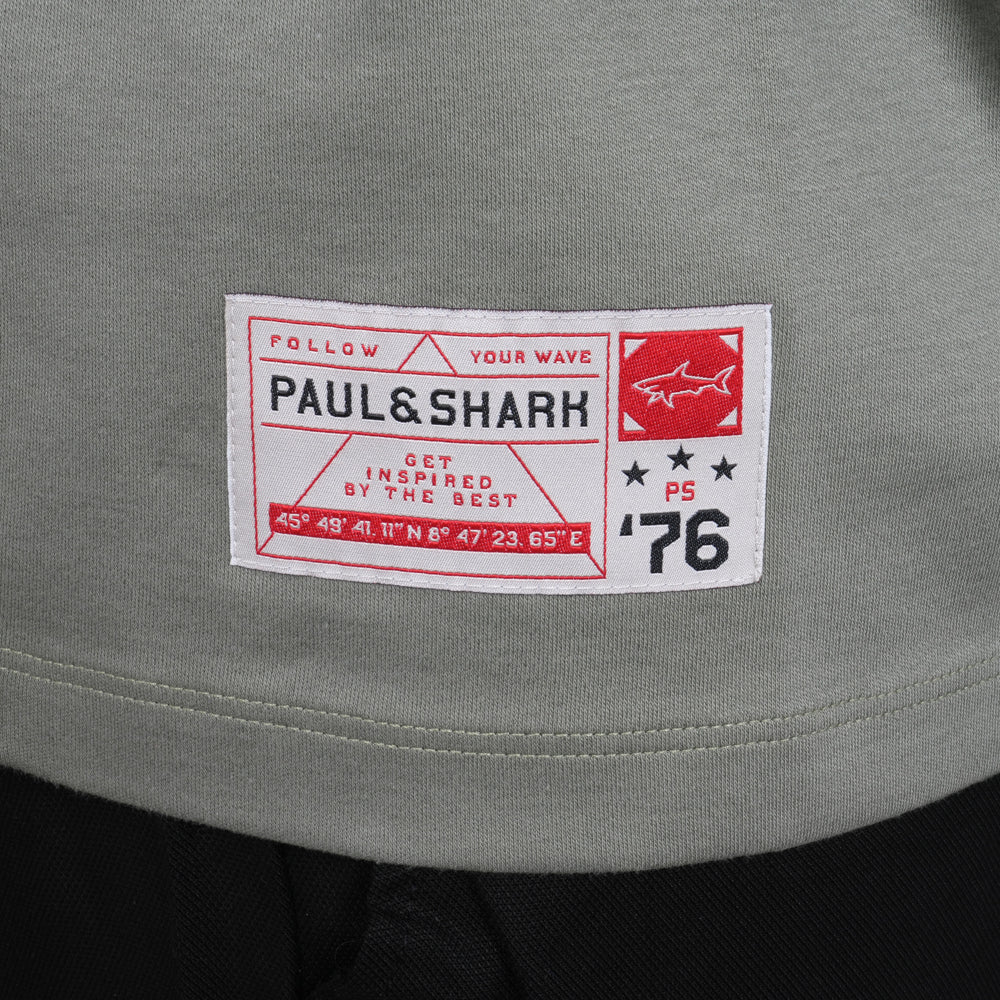 FOLLOW YOUR WAVE
PAUL&SHARK
GET
INSPIRED
BY THE BEST
45° 49' 41. 11" N 8° 47' 23. 65" E
PS
'76